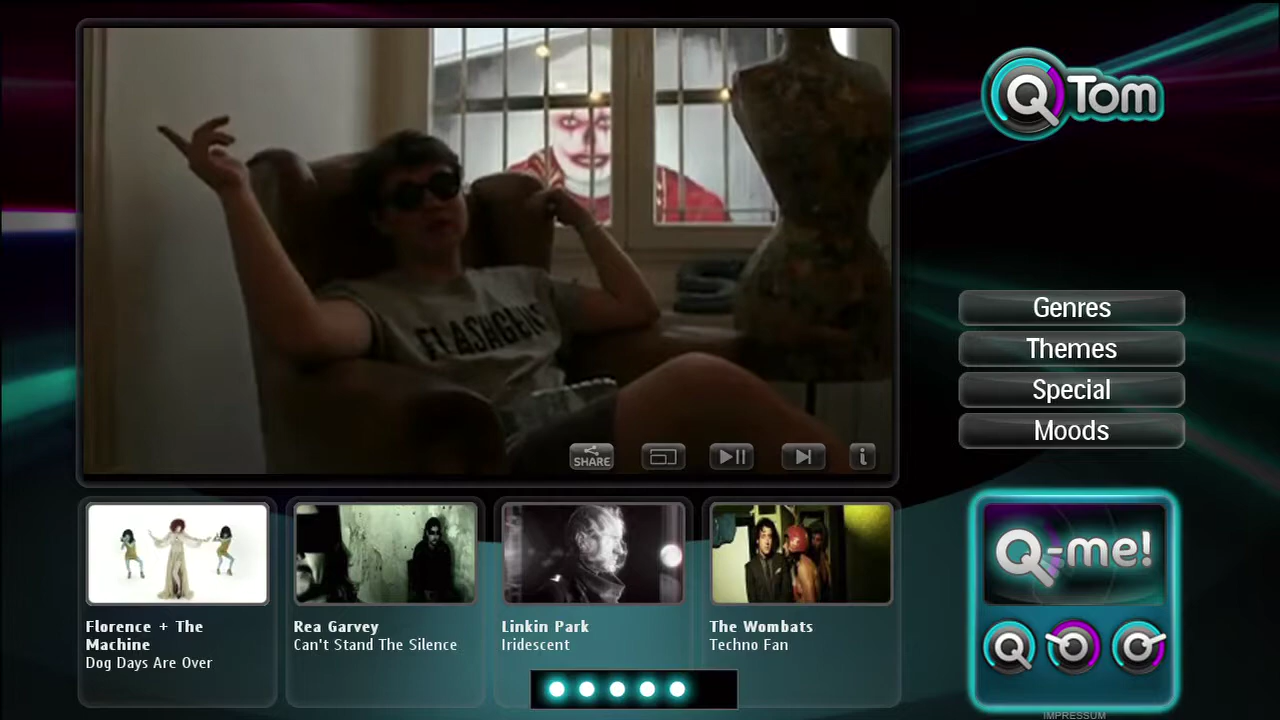 Q Tom
FLASHGENS
SHARE
i
Genres
Themes
Special
Moods
Q-me!
Florence + The
Machine
Dog Days Are Over
Rea Garvey
Can't Stand The Silence
Linkin Park
Iridescent
The Wombats
Techno Fan
IMPRESSUM